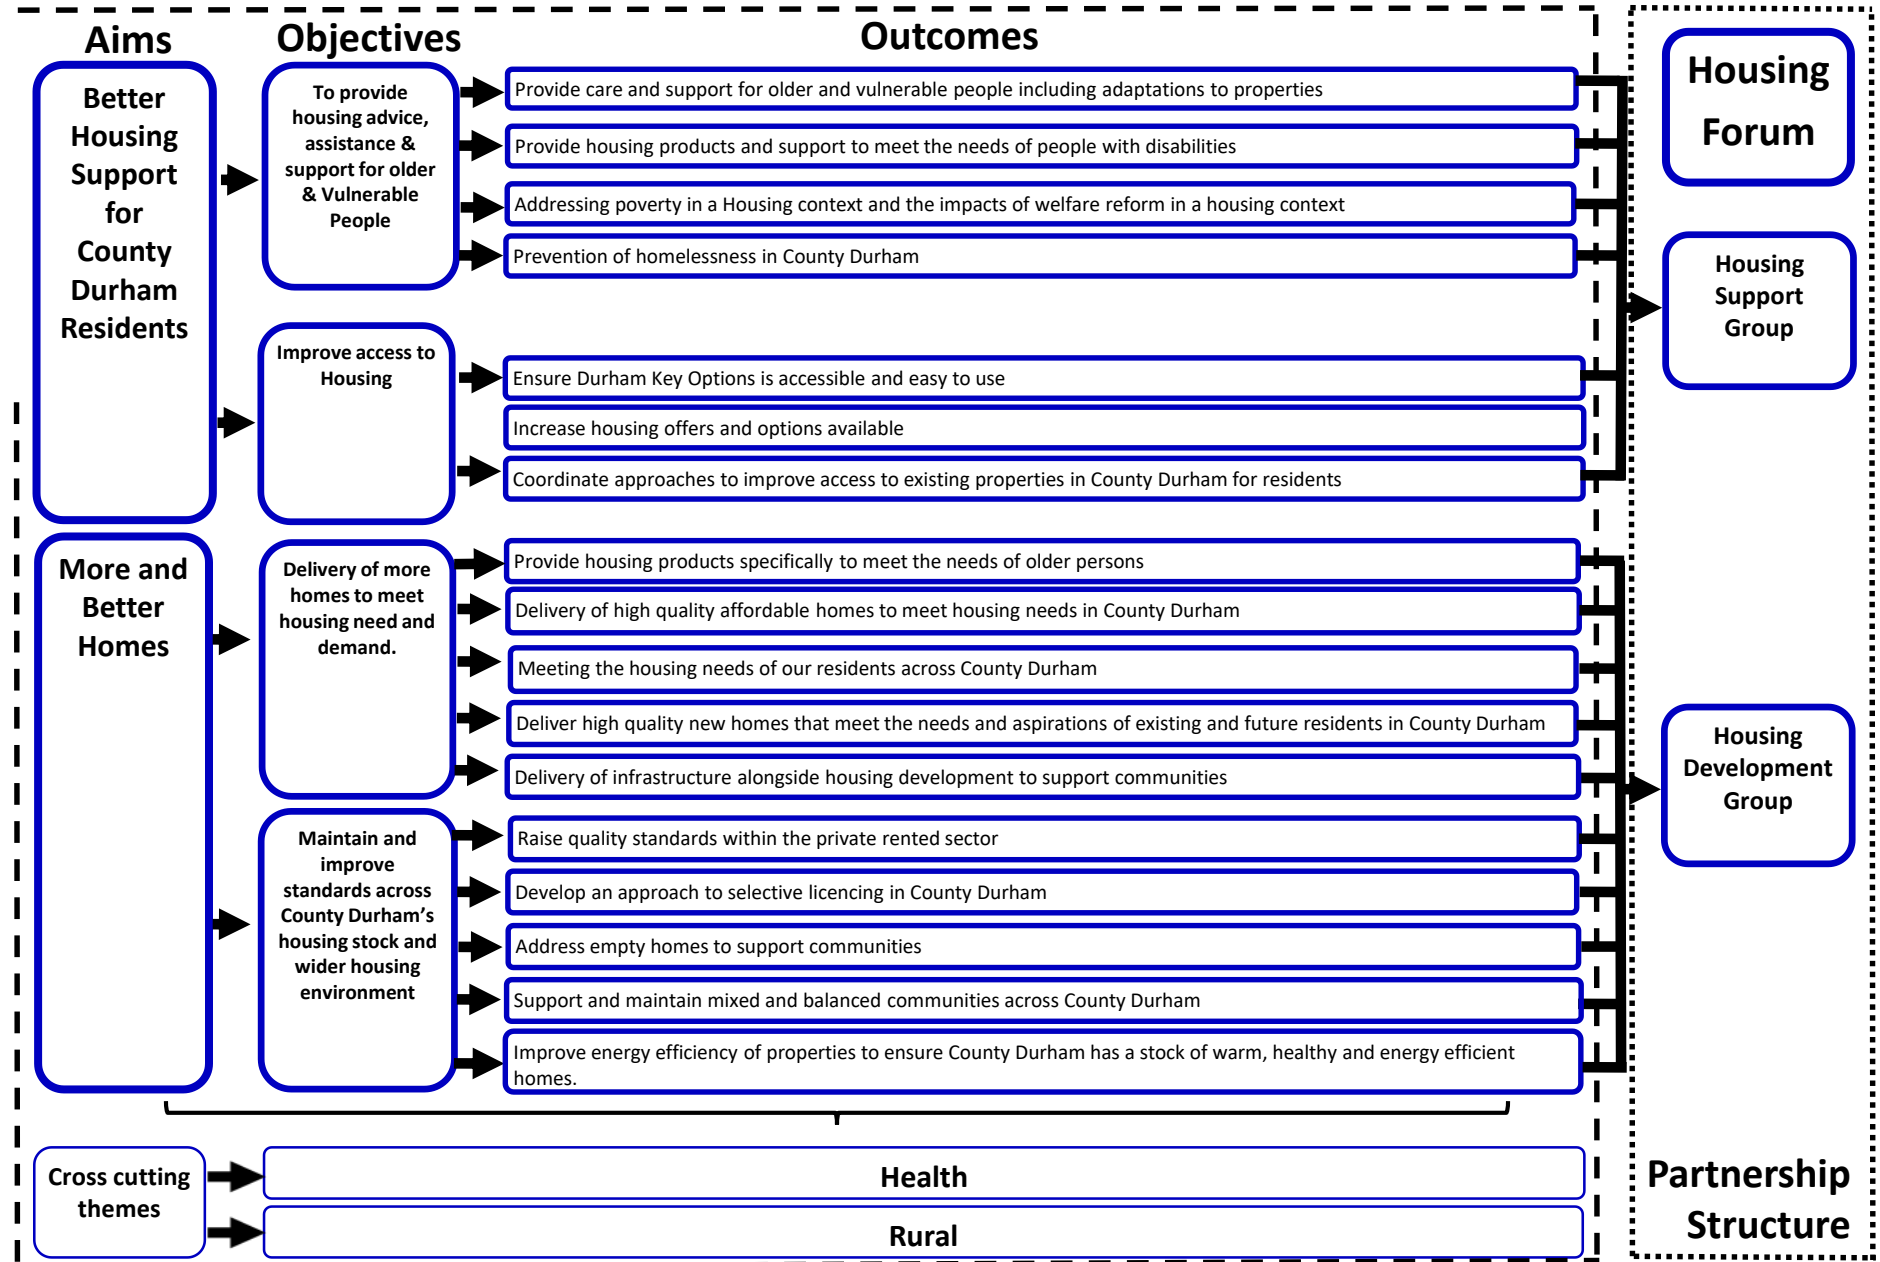 Aims
Objectives
Outcomes
Better
Housing
Support
for
County
Durham
Residents
To provide
housing advice,
assistance &
support for older
& Vulnerable
People
Provide care and support for older and vulnerable people including adaptations to properties
Provide housing products and support to meet the needs of people with disabilities
Addressing poverty in a Housing context and the impacts of welfare reform in a housing context
Prevention of homelessness in County Durham
Improve access to
Housing
Ensure Durham Key Options is accessible and easy to use
Increase housing offers and options available
Coordinate approaches to improve access to existing properties in County Durham for residents
More and
Better
Homes
Delivery of more
homes to meet
housing need and
demand.
Provide housing products specifically to meet the needs of older persons
Delivery of high quality affordable homes to meet housing needs in County Durham
Meeting the housing needs of our residents across County Durham
Deliver high quality new homes that meet the needs and aspirations of existing and future residents in County Durham
Delivery of infrastructure alongside housing development to support communities
Maintain and
improve
standards across
County Durham’s
housing stock and
wider housing
environment
Raise quality standards within the private rented sector
Develop an approach to selective licencing in County Durham
Address empty homes to support communities
Support and maintain mixed and balanced communities across County Durham
Improve energy efficiency of properties to ensure County Durham has a stock of warm, healthy and energy efficient
homes.
Cross cutting
themes
Health
Rural
Housing
Forum
Housing
Support
Group
Housing
Development
Group
Partnership
Structure